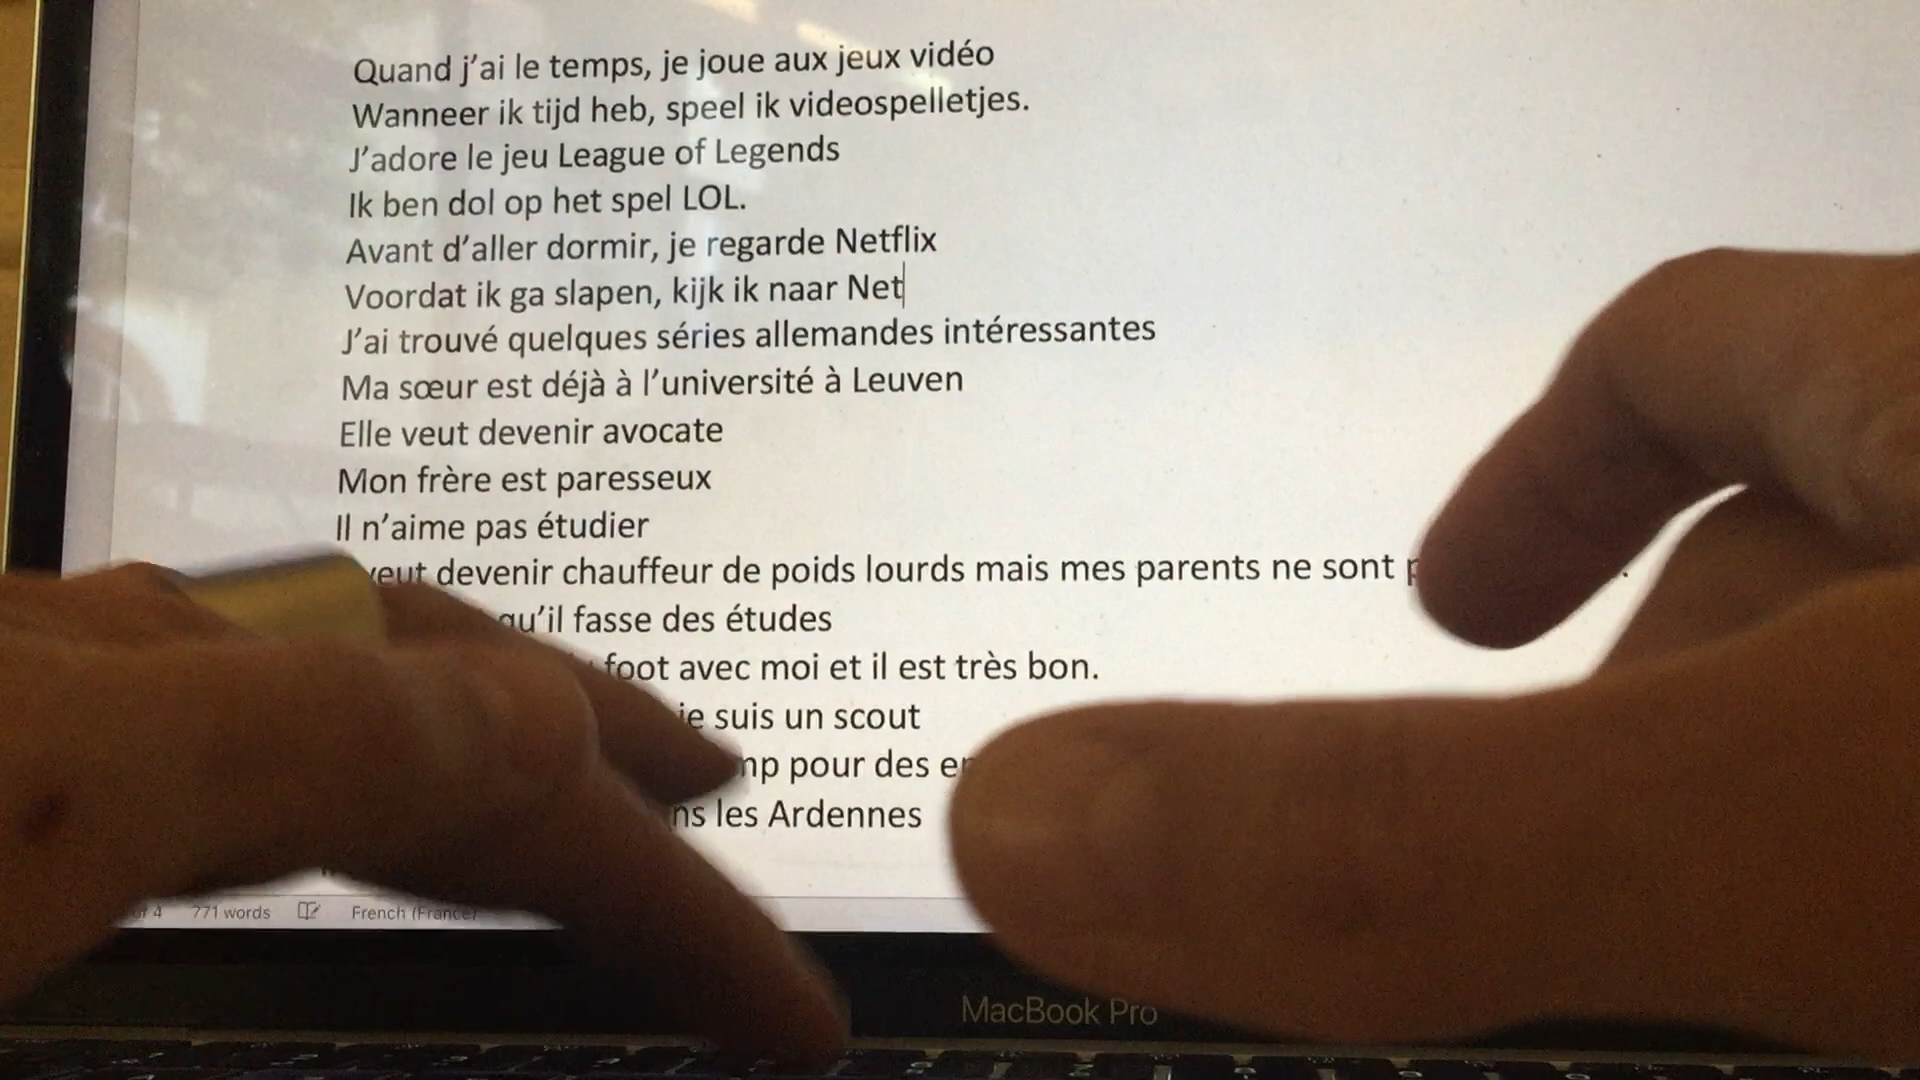 Quand j’ai le temps, je joue aux jeux vidéo
Wanneer ik tijd heb, speel ik videospelletjes.
J’adore le jeu League of Legends
Ik ben dol op het spel LOL.
Avant d’aller dormir, je regarde Netflix
Voordat ik ga slapen, kijk ik naar Net
J’ai trouvé quelques séries allemandes intéressantes
Ma sœur est déjà à l’université à Leuven
Elle veut devenir avocate
Mon frère est paresseux
Il n’aime pas étudier
veut devenir chauffeur de poids lourds mais mes parents ne sont
qu’il fasse des études
foot avec moi et il est très bon.
je suis un scout
pour des
les Ardennes
4 771 words French (France)
MacBook Pro